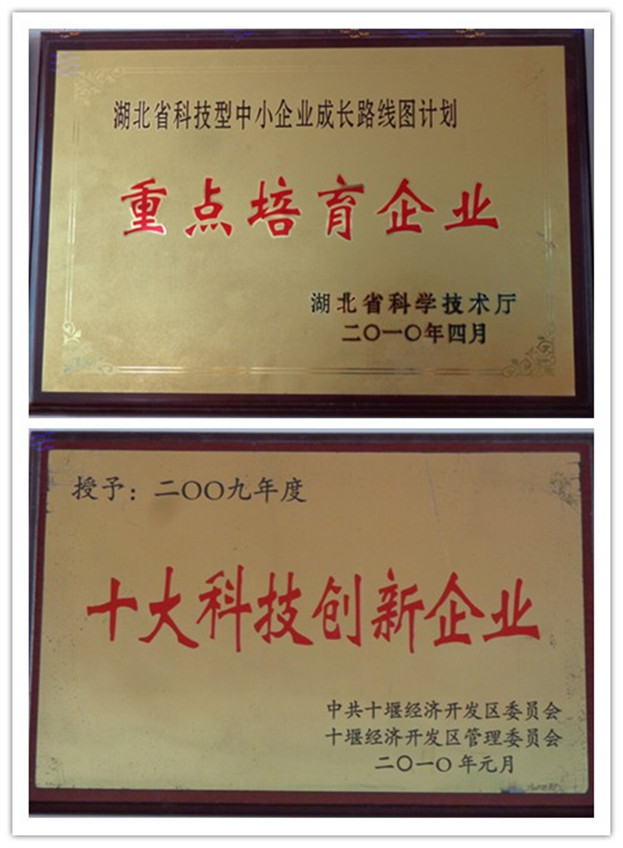 湖北省科技型中小企业成长路线图计划
重点培育企业
湖北省科学技术厅
二〇一〇年四月
授予：二〇〇九年度
十大科技创新企业
中共十堰经济开发区委员会
十堰经济开发区管理委员会
二〇一〇年元月